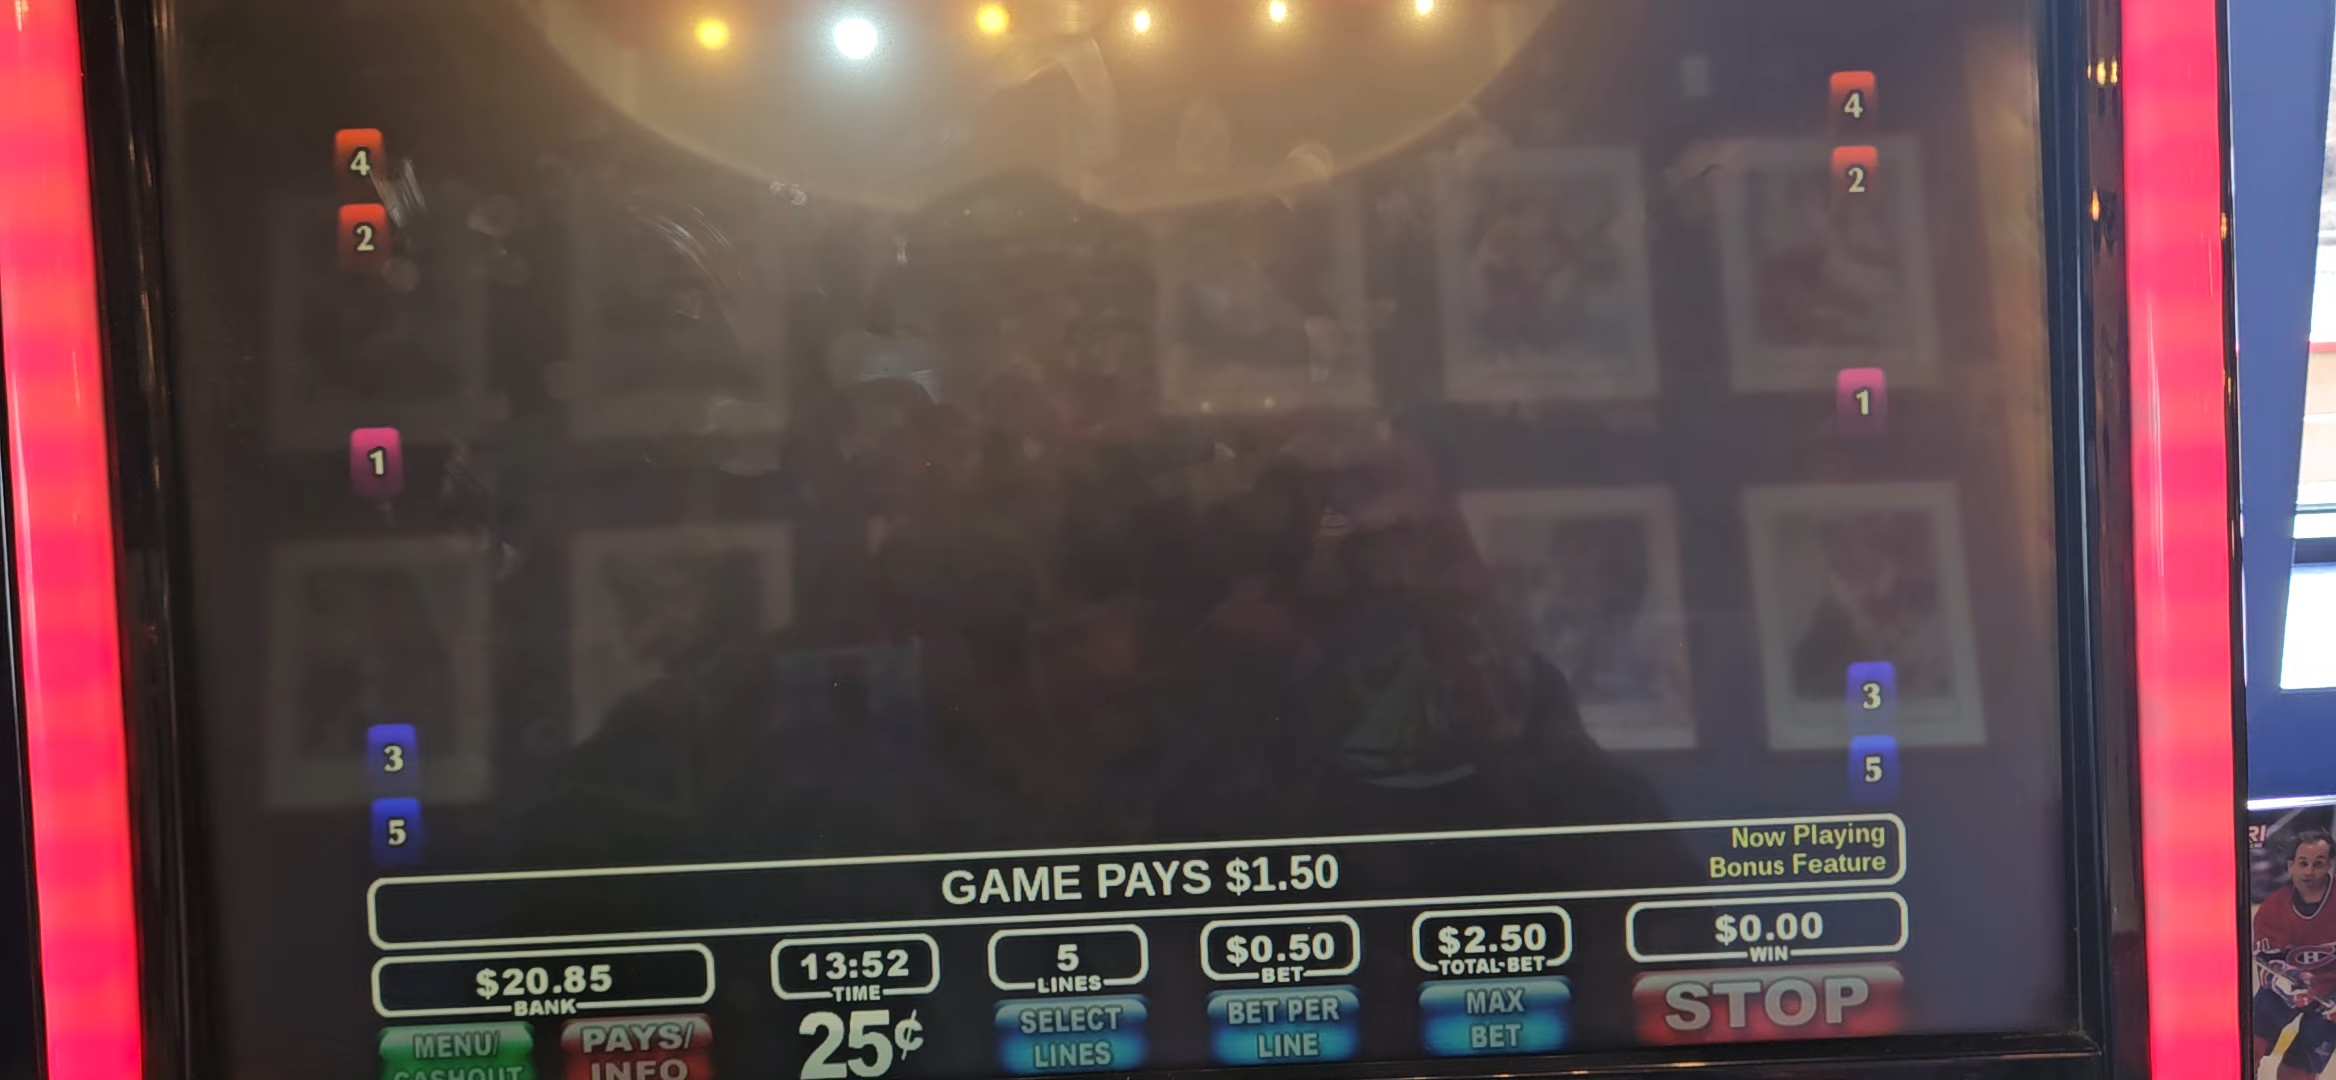 4
4
2
2
1
1
3
3
5
5
Now Playing
Bonus Feature
GAME PAYS $1.50
$20.85
BANK
13:52
TIME
5
LINES
$0.50
BET
$2.50
TOTAL-BET
$0.00
WIN
MENU/
CASHOUT
PAYS/
INFO
25¢
SELECT
LINES
BET PER
LINE
MAX
BET
STOP